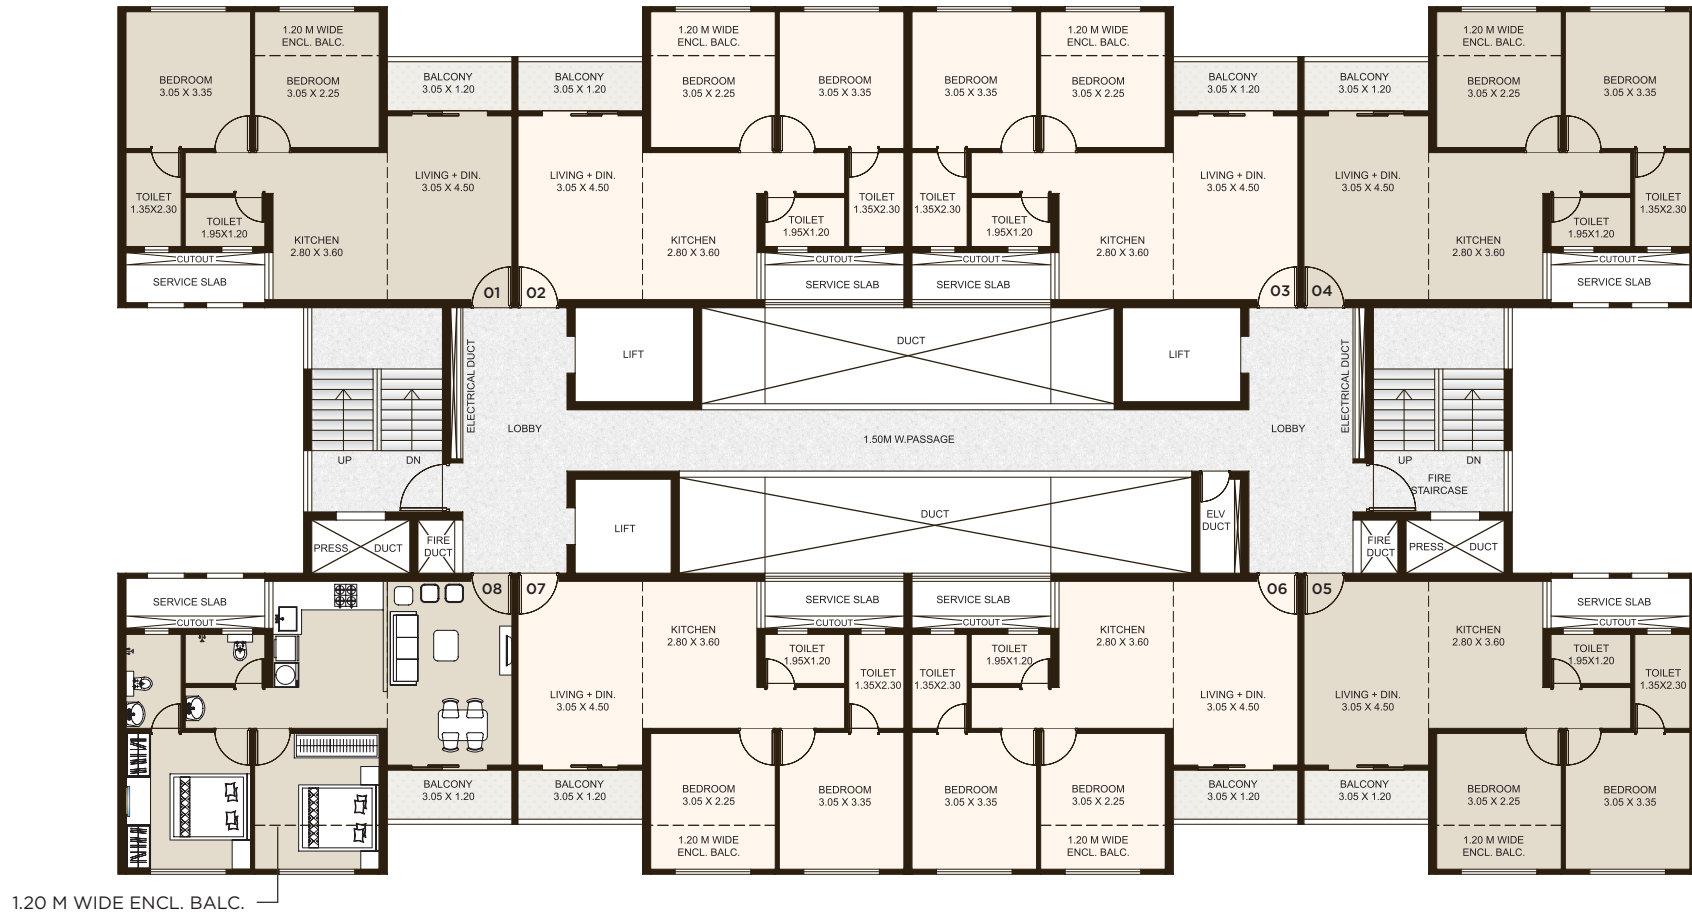 1.20 M WIDE
ENCL. BALC.
1.20 M WIDE
ENCL. BALC.
1.20 M WIDE
ENCL. BALC.
1.20 M WIDE
ENCL. BALC.
BEDROOM
3.05 X 3.35
BEDROOM
3.05 X 2.25
BALCONY
3.05 X 1.20
BALCONY
3.05 X 1.20
BEDROOM
3.05 X 2.25
BEDROOM
3.05 X 3.35
BEDROOM
3.05 X 3.35
BEDROOM
3.05 X 2.25
BALCONY
3.05 X 1.20
BALCONY
3.05 X 1.20
BEDROOM
3.05 X 2.25
BEDROOM
3.05 X 3.35
TOILET
1.35X2.30
TOILET
1.95X1.20
LIVING + DIN.
3.05 X 4.50
KITCHEN
2.80 X 3.60
LIVING + DIN.
3.05 X 4.50
KITCHEN
2.80 X 3.60
TOILET
1.95X1.20
TOILET
1.35X2.30
TOILET
1.35X2.30
TOILET
1.95X1.20
KITCHEN
2.80 X 3.60
LIVING + DIN.
3.05 X 4.50
LIVING + DIN.
3.05 X 4.50
KITCHEN
2.80 X 3.60
TOILET
1.95X1.20
TOILET
1.35X2.30
CUTOUT
SERVICE SLAB
CUTOUT
SERVICE SLAB
CUTOUT
SERVICE SLAB
CUTOUT
SERVICE SLAB
01
02
03
04
ELECTRICAL DUCT
LIFT
DUCT
LIFT
ELECTRICAL DUCT
LOBBY
1.50M W.PASSAGE
LOBBY
UP
DN
UP
DN
FIRE
STAIRCASE
LIFT
DUCT
ELV
DUCT
PRESS. DUCT
FIRE
DUCT
FIRE
DUCT
PRESS. DUCT
08
07
06
05
SERVICE SLAB
CUTOUT
SERVICE SLAB
CUTOUT
SERVICE SLAB
CUTOUT
SERVICE SLAB
CUTOUT
KITCHEN
2.80 X 3.60
TOILET
1.95X1.20
TOILET
1.35X2.30
TOILET
1.35X2.30
TOILET
1.95X1.20
KITCHEN
2.80 X 3.60
KITCHEN
2.80 X 3.60
TOILET
1.95X1.20
TOILET
1.35X2.30
LIVING + DIN.
3.05 X 4.50
LIVING + DIN.
3.05 X 4.50
LIVING + DIN.
3.05 X 4.50
BALCONY
3.05 X 1.20
BALCONY
3.05 X 1.20
BEDROOM
3.05 X 2.25
BEDROOM
3.05 X 3.35
BEDROOM
3.05 X 3.35
BEDROOM
3.05 X 2.25
BALCONY
3.05 X 1.20
BALCONY
3.05 X 1.20
BEDROOM
3.05 X 2.25
BEDROOM
3.05 X 3.35
1.20 M WIDE
ENCL. BALC.
1.20 M WIDE
ENCL. BALC.
1.20 M WIDE
ENCL. BALC.
1.20 M WIDE ENCL. BALC.